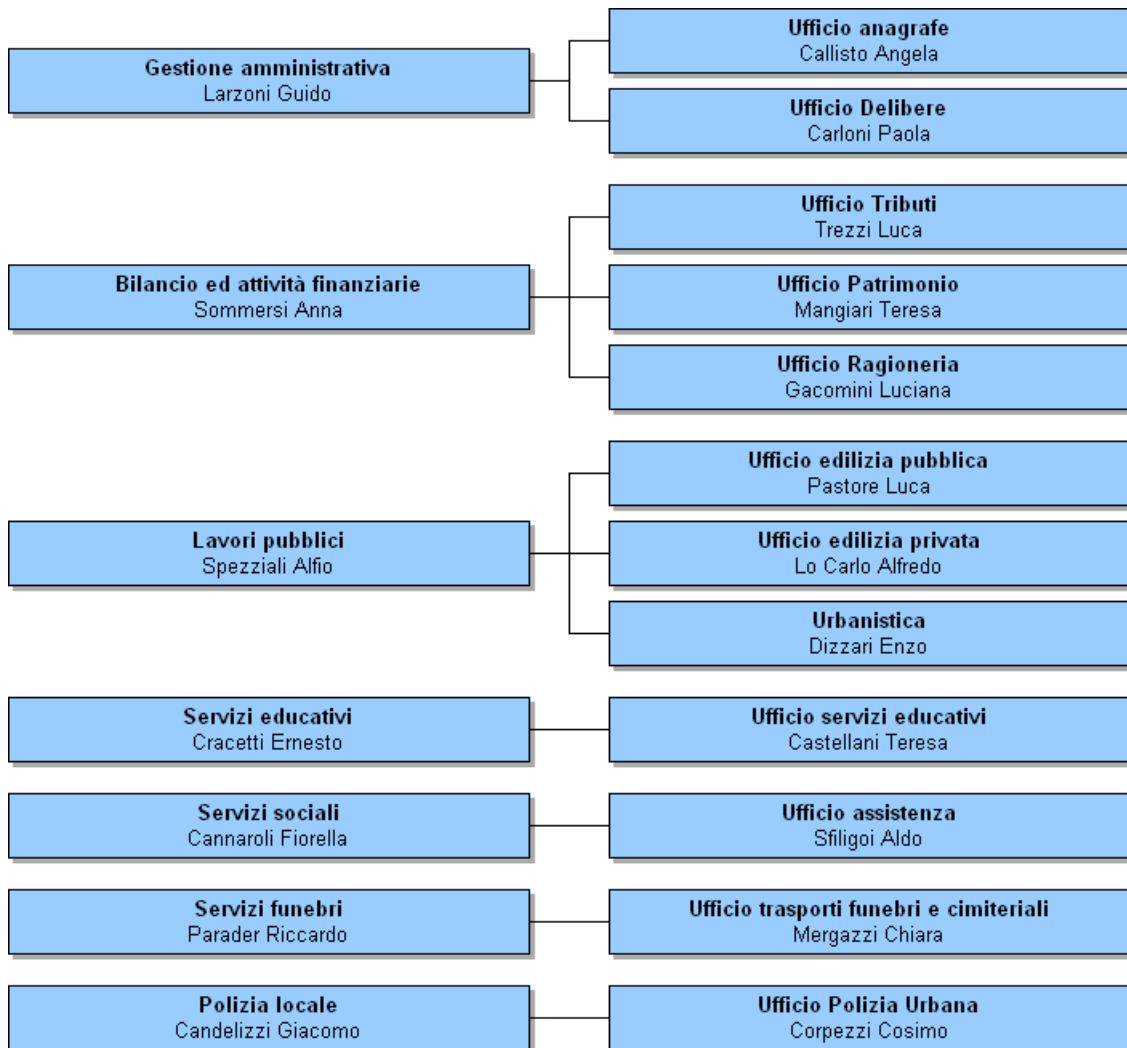 Gestione amministrativa
Larzoni Guido
Ufficio anagrafe
Callisto Angela
Ufficio Delibere
Carloni Paola
Bilancio ed attività finanziarie
Sommersi Anna
Ufficio Tributi
Trezzi Luca
Ufficio Patrimonio
Mangiari Teresa
Ufficio Ragioneria
Gacomini Luciana
Lavori pubblici
Spezziali Alfio
Ufficio edilizia pubblica
Pastore Luca
Ufficio edilizia privata
Lo Carlo Alfredo
Urbanistica
Dizzari Enzo
Servizi educativi
Cracetti Ernesto
Ufficio servizi educativi
Castellani Teresa
Servizi sociali
Cannaroli Fiorella
Ufficio assistenza
Sfiligoi Aldo
Servizi funebri
Parader Riccardo
Ufficio trasporti funebri e cimiteriali
Mergazzi Chiara
Polizia locale
Candelizzi Giacomo
Ufficio Polizia Urbana
Corpezzi Cosimo